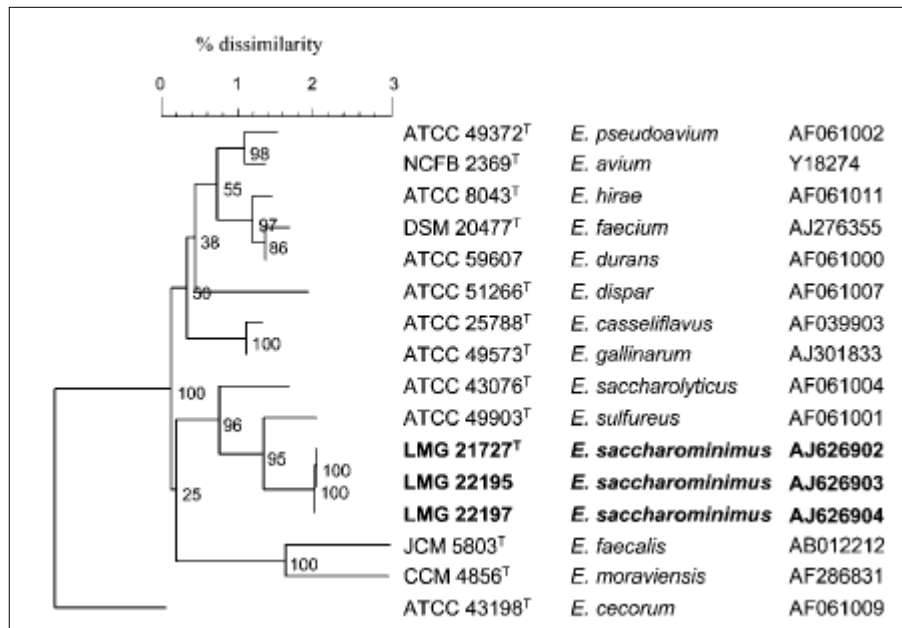 % dissimilarity
0 1 2 3
ATCC 49372ᵀ E. pseudoavium AF061002
98
NCFB 2369ᵀ E. avium Y18274
55
ATCC 8043ᵀ E. hirae AF061011
97
DSM 20477ᵀ E. faecium AJ276355
38 86
ATCC 59607 E. durans AF061000
59
ATCC 51266ᵀ E. dispar AF061007
ATCC 25788ᵀ E. casseliflavus AF039903
100
ATCC 49573ᵀ E. gallinarum AJ301833
100
ATCC 43076ᵀ E. saccharolyticus AF061004
96
ATCC 49903ᵀ E. sulfureus AF061001
LMG 21727ᵀ E. saccharominimus AJ626902
95 100
LMG 22195 E. saccharominimus AJ626903
25 100
LMG 22197 E. saccharominimus AJ626904
JCM 5803ᵀ E. faecalis AB012212
100
CCM 4856ᵀ E. moraviensis AF286831
ATCC 43198ᵀ E. cecorum AF061009